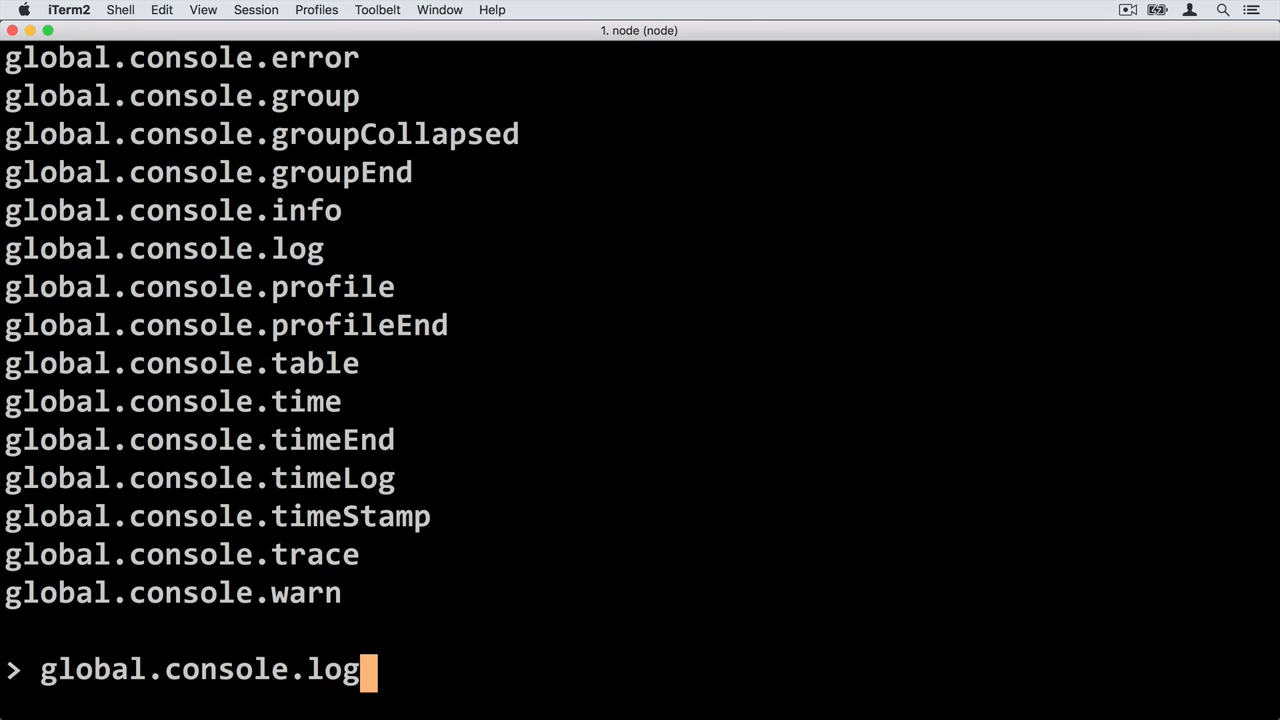 iTerm2 Shell Edit View Session Profiles Toolbelt Window Help
1. node (node)
global.console.error
global.console.group
global.console.groupCollapsed
global.console.groupEnd
global.console.info
global.console.log
global.console.profile
global.console.profileEnd
global.console.table
global.console.time
global.console.timeEnd
global.console.timeLog
global.console.timeStamp
global.console.trace
global.console.warn
> global.console.log